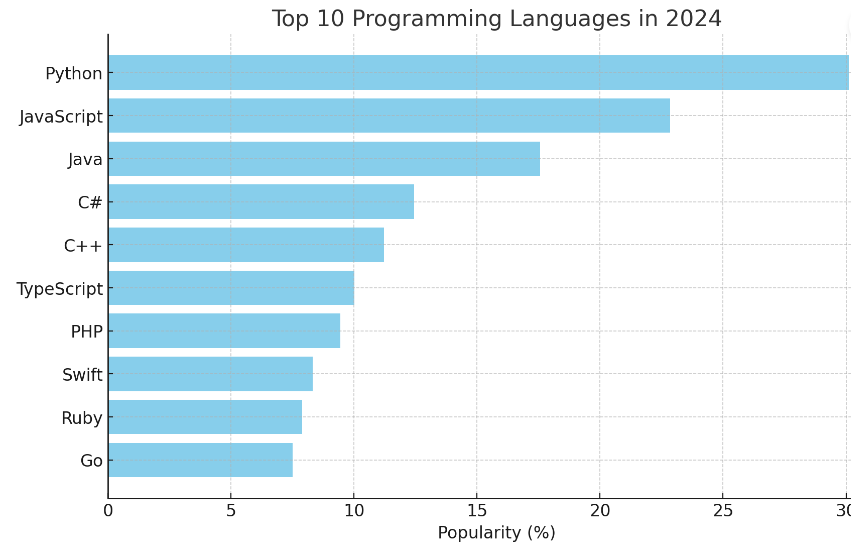 Top 10 Programming Languages in 2024
Python
JavaScript
Java
C#
C++
TypeScript
PHP
Swift
Ruby
Go
0 5 10 15 20 25 30
Popularity (%)